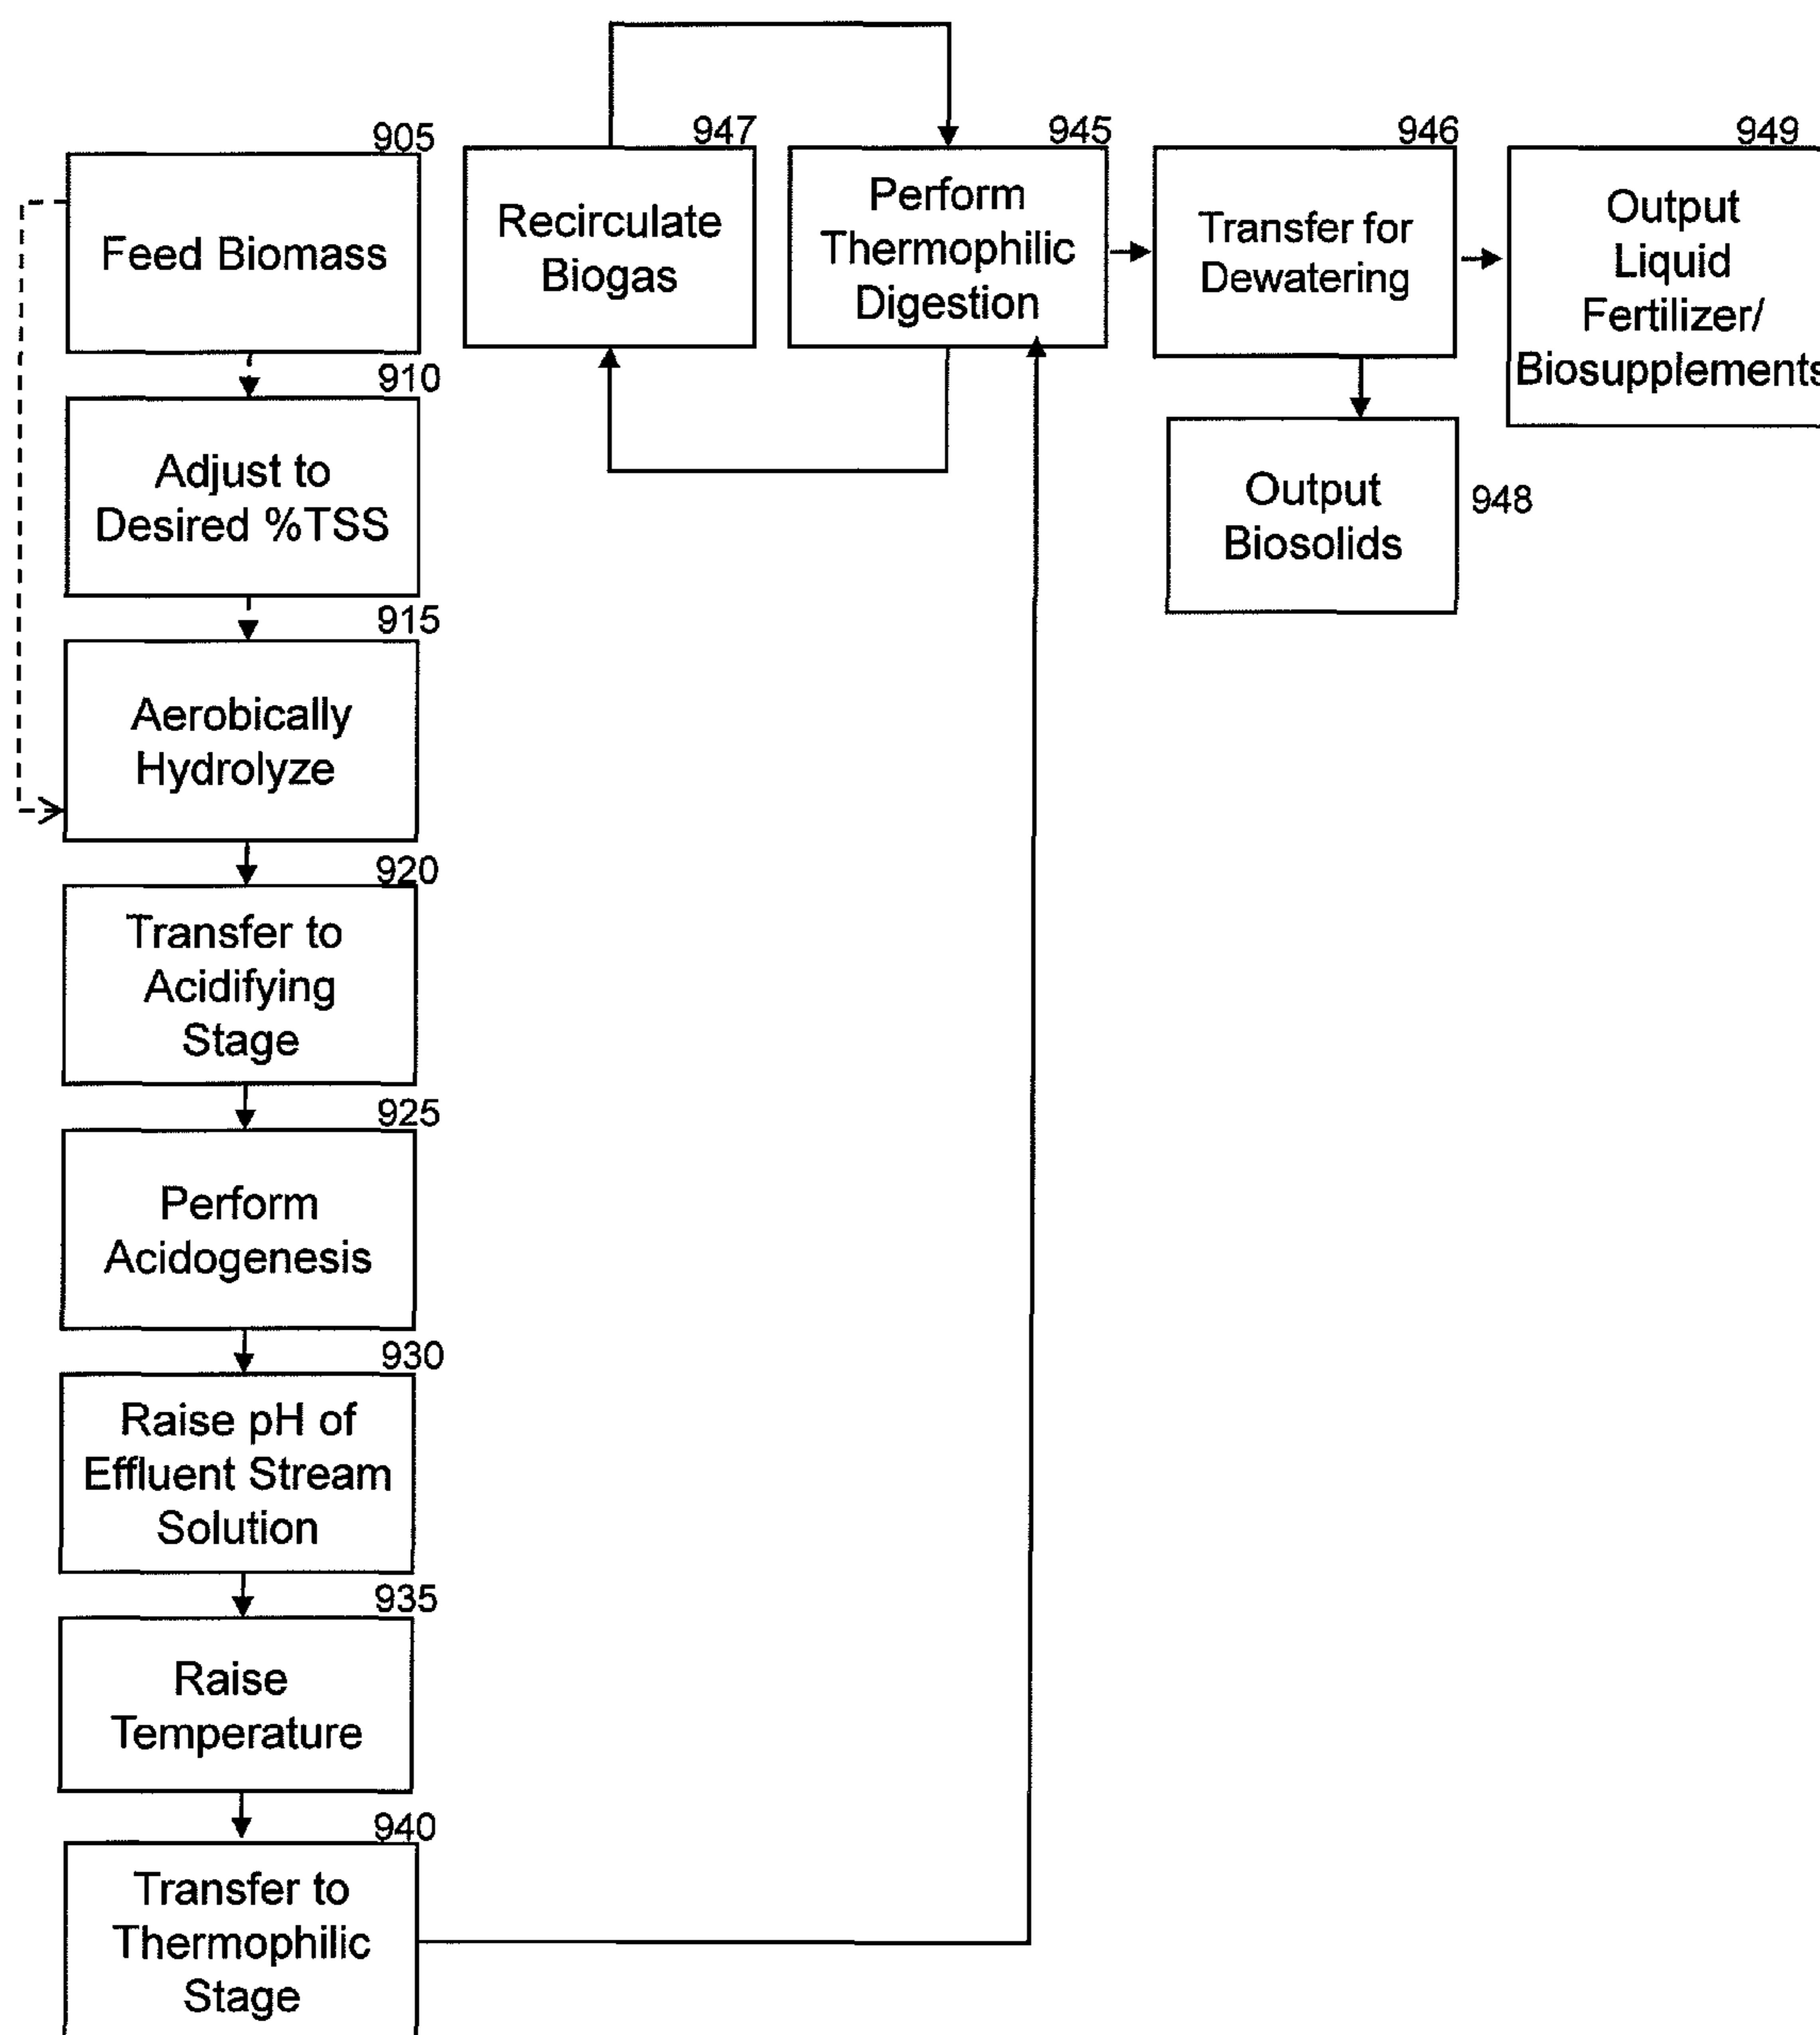 905
Feed Biomass
910
Adjust to
Desired %TSS
915
Aerobically
Hydrolyze
920
Transfer to
Acidifying
Stage
925
Perform
Acidogenesis
930
Raise pH of
Effluent Stream
Solution
935
Raise
Temperature
940
Transfer to
Thermophilic
Stage
947
Recirculate
Biogas
945
Perform
Thermophilic
Digestion
946
Transfer for
Dewatering
948
Output
Biosolids
949
Output
Liquid
Fertilizer/
Biosupplements